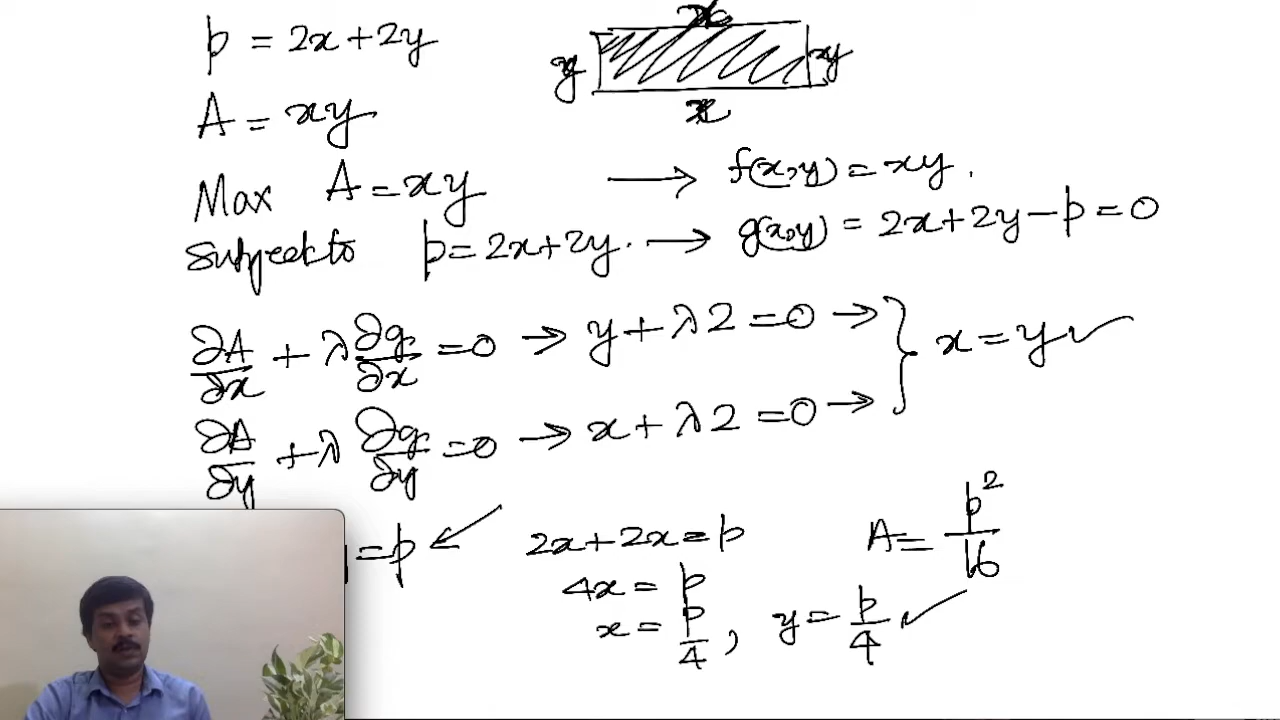 p = 2x+2y
x
y
xy
x
A = xy
Max A = xy → f(x,y) = xy.
Subject to p = 2x+2y. → g(x,y) = 2x+2y−p = 0
∂A/∂x + λ ∂g/∂x = 0 → y + λ2 = 0 →
} x = y ✓
∂A/∂y + λ ∂g/∂y = 0 → x + λ2 = 0 →
= p ↙ 2x+2x = p A = p²/16
4x = p
x = p/4, y = p/4 ✓